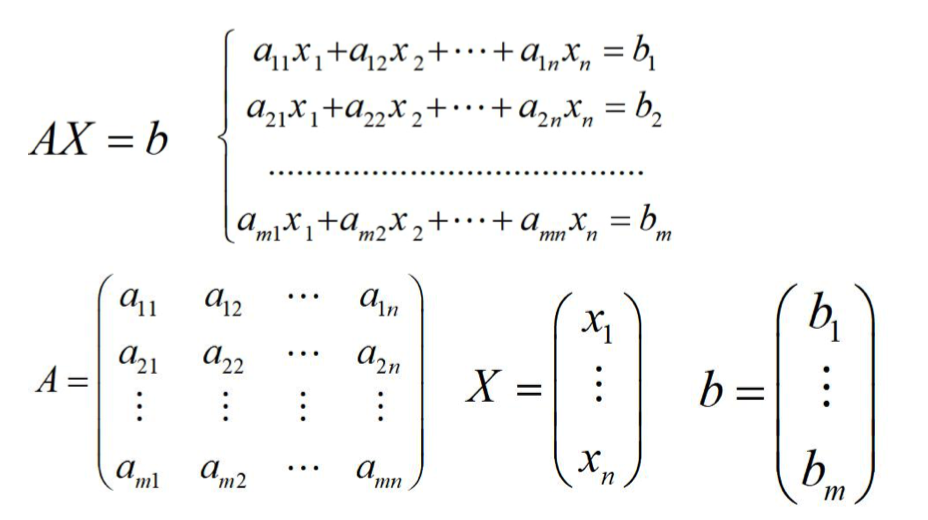 AX = b
a₁₁x₁+a₁₂x₂+⋯+a₁ₙxₙ = b₁
a₂₁x₁+a₂₂x₂+⋯+a₂ₙxₙ = b₂
........................................
aₘ₁x₁+aₘ₂x₂+⋯+aₘₙxₙ = bₘ
A =
a₁₁ a₁₂ ⋯ a₁ₙ
a₂₁ a₂₂ ⋯ a₂ₙ
⋮ ⋮ ⋮ ⋮
aₘ₁ aₘ₂ ⋯ aₘₙ
X =
x₁
⋮
xₙ
b =
b₁
⋮
bₘ